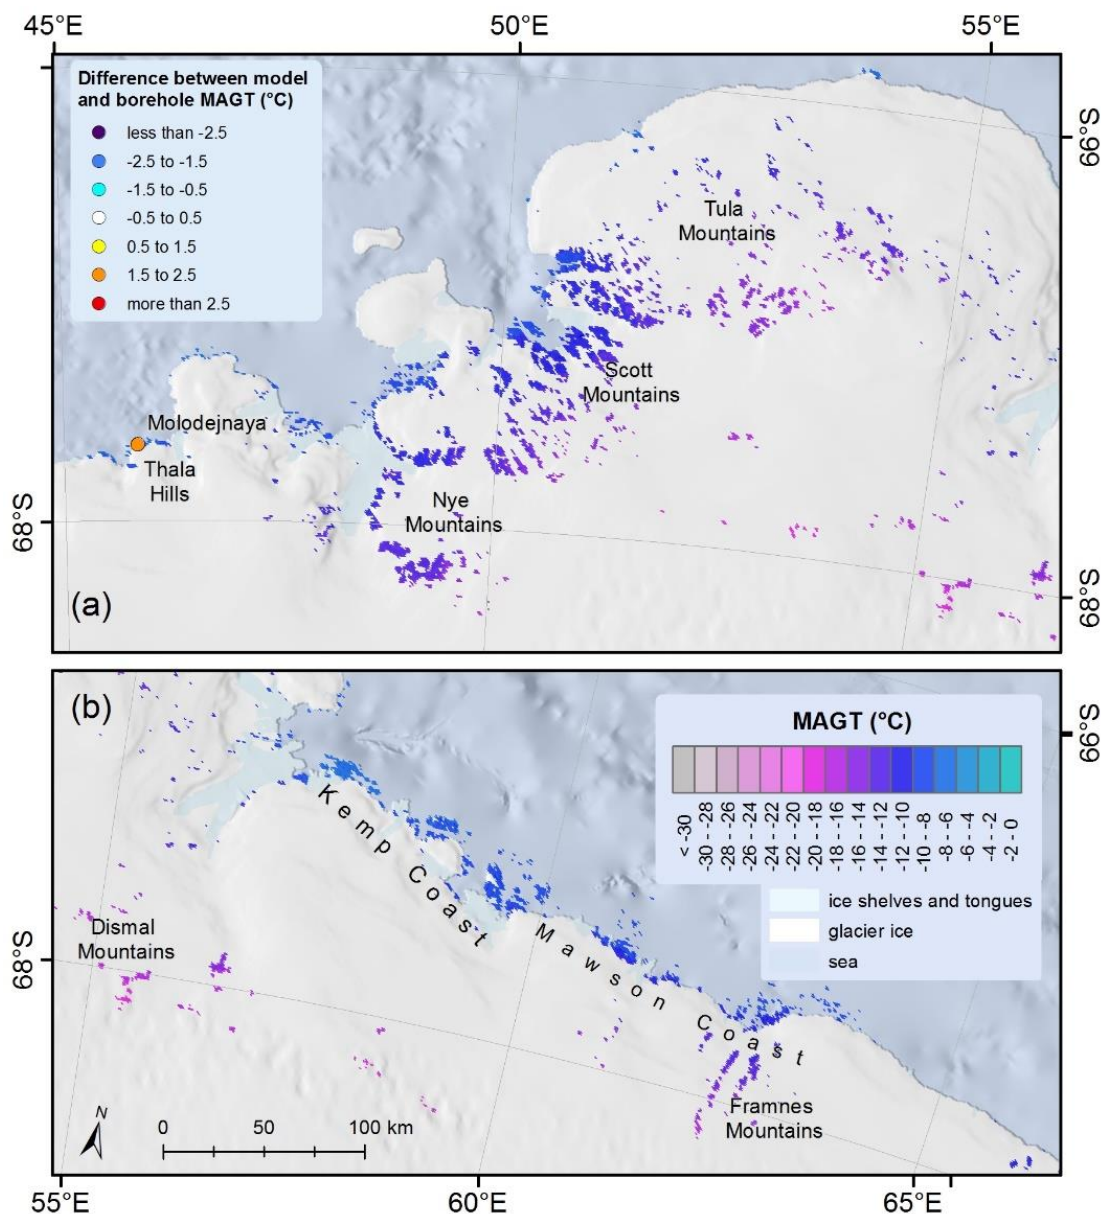 45°E 50°E 55°E
Difference between model
and borehole MAGT (°C)
less than -2.5
-2.5 to -1.5
-1.5 to -0.5
-0.5 to 0.5
0.5 to 1.5
1.5 to 2.5
more than 2.5
66°S
Tula
Mountains
Scott
Mountains
Molodejnaya
Thala
Hills
Nye
Mountains
68°S
68°S
(a)
(b)
66°S
MAGT (°C)
< -30
-30 - -28
-28 - -26
-26 - -24
-24 - -22
-22 - -20
-20 - -18
-18 - -16
-16 - -14
-14 - -12
-12 - -10
-10 - -8
-8 - -6
-6 - -4
-4 - -2
-2 - 0
ice shelves and tongues
glacier ice
sea
Kemp Coast
Mawson Coast
Dismal
Mountains
68°S
Framnes
Mountains
N
0 50 100 km
55°E 60°E 65°E